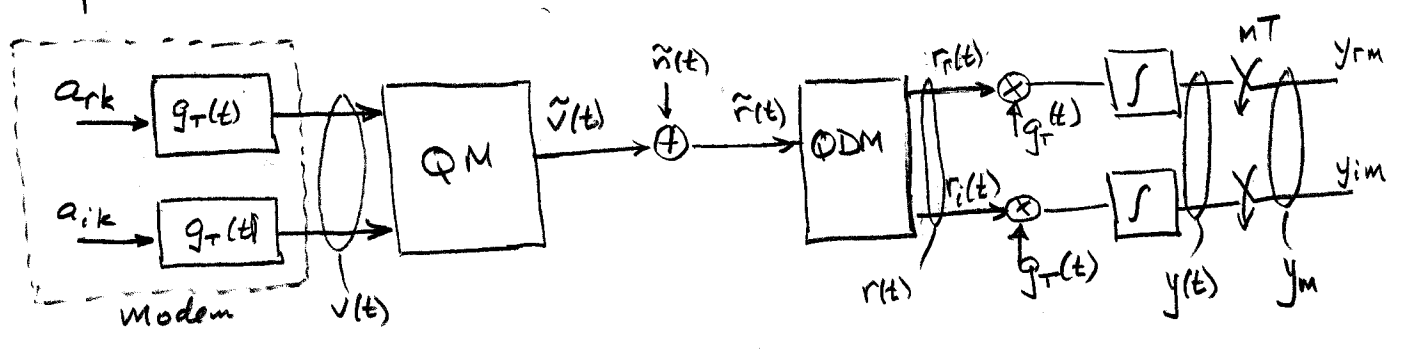 a_rk
g_T(t)
a_ik
g_T(t)
Modem
v(t)
QM
ṽ(t)
ñ(t)
+
r̃(t)
QDM
r_r(t)
r_i(t)
r(t)
×
g_T(t)
×
g_T(t)
∫
∫
y(t)
mT
y_rm
y_im
y_m